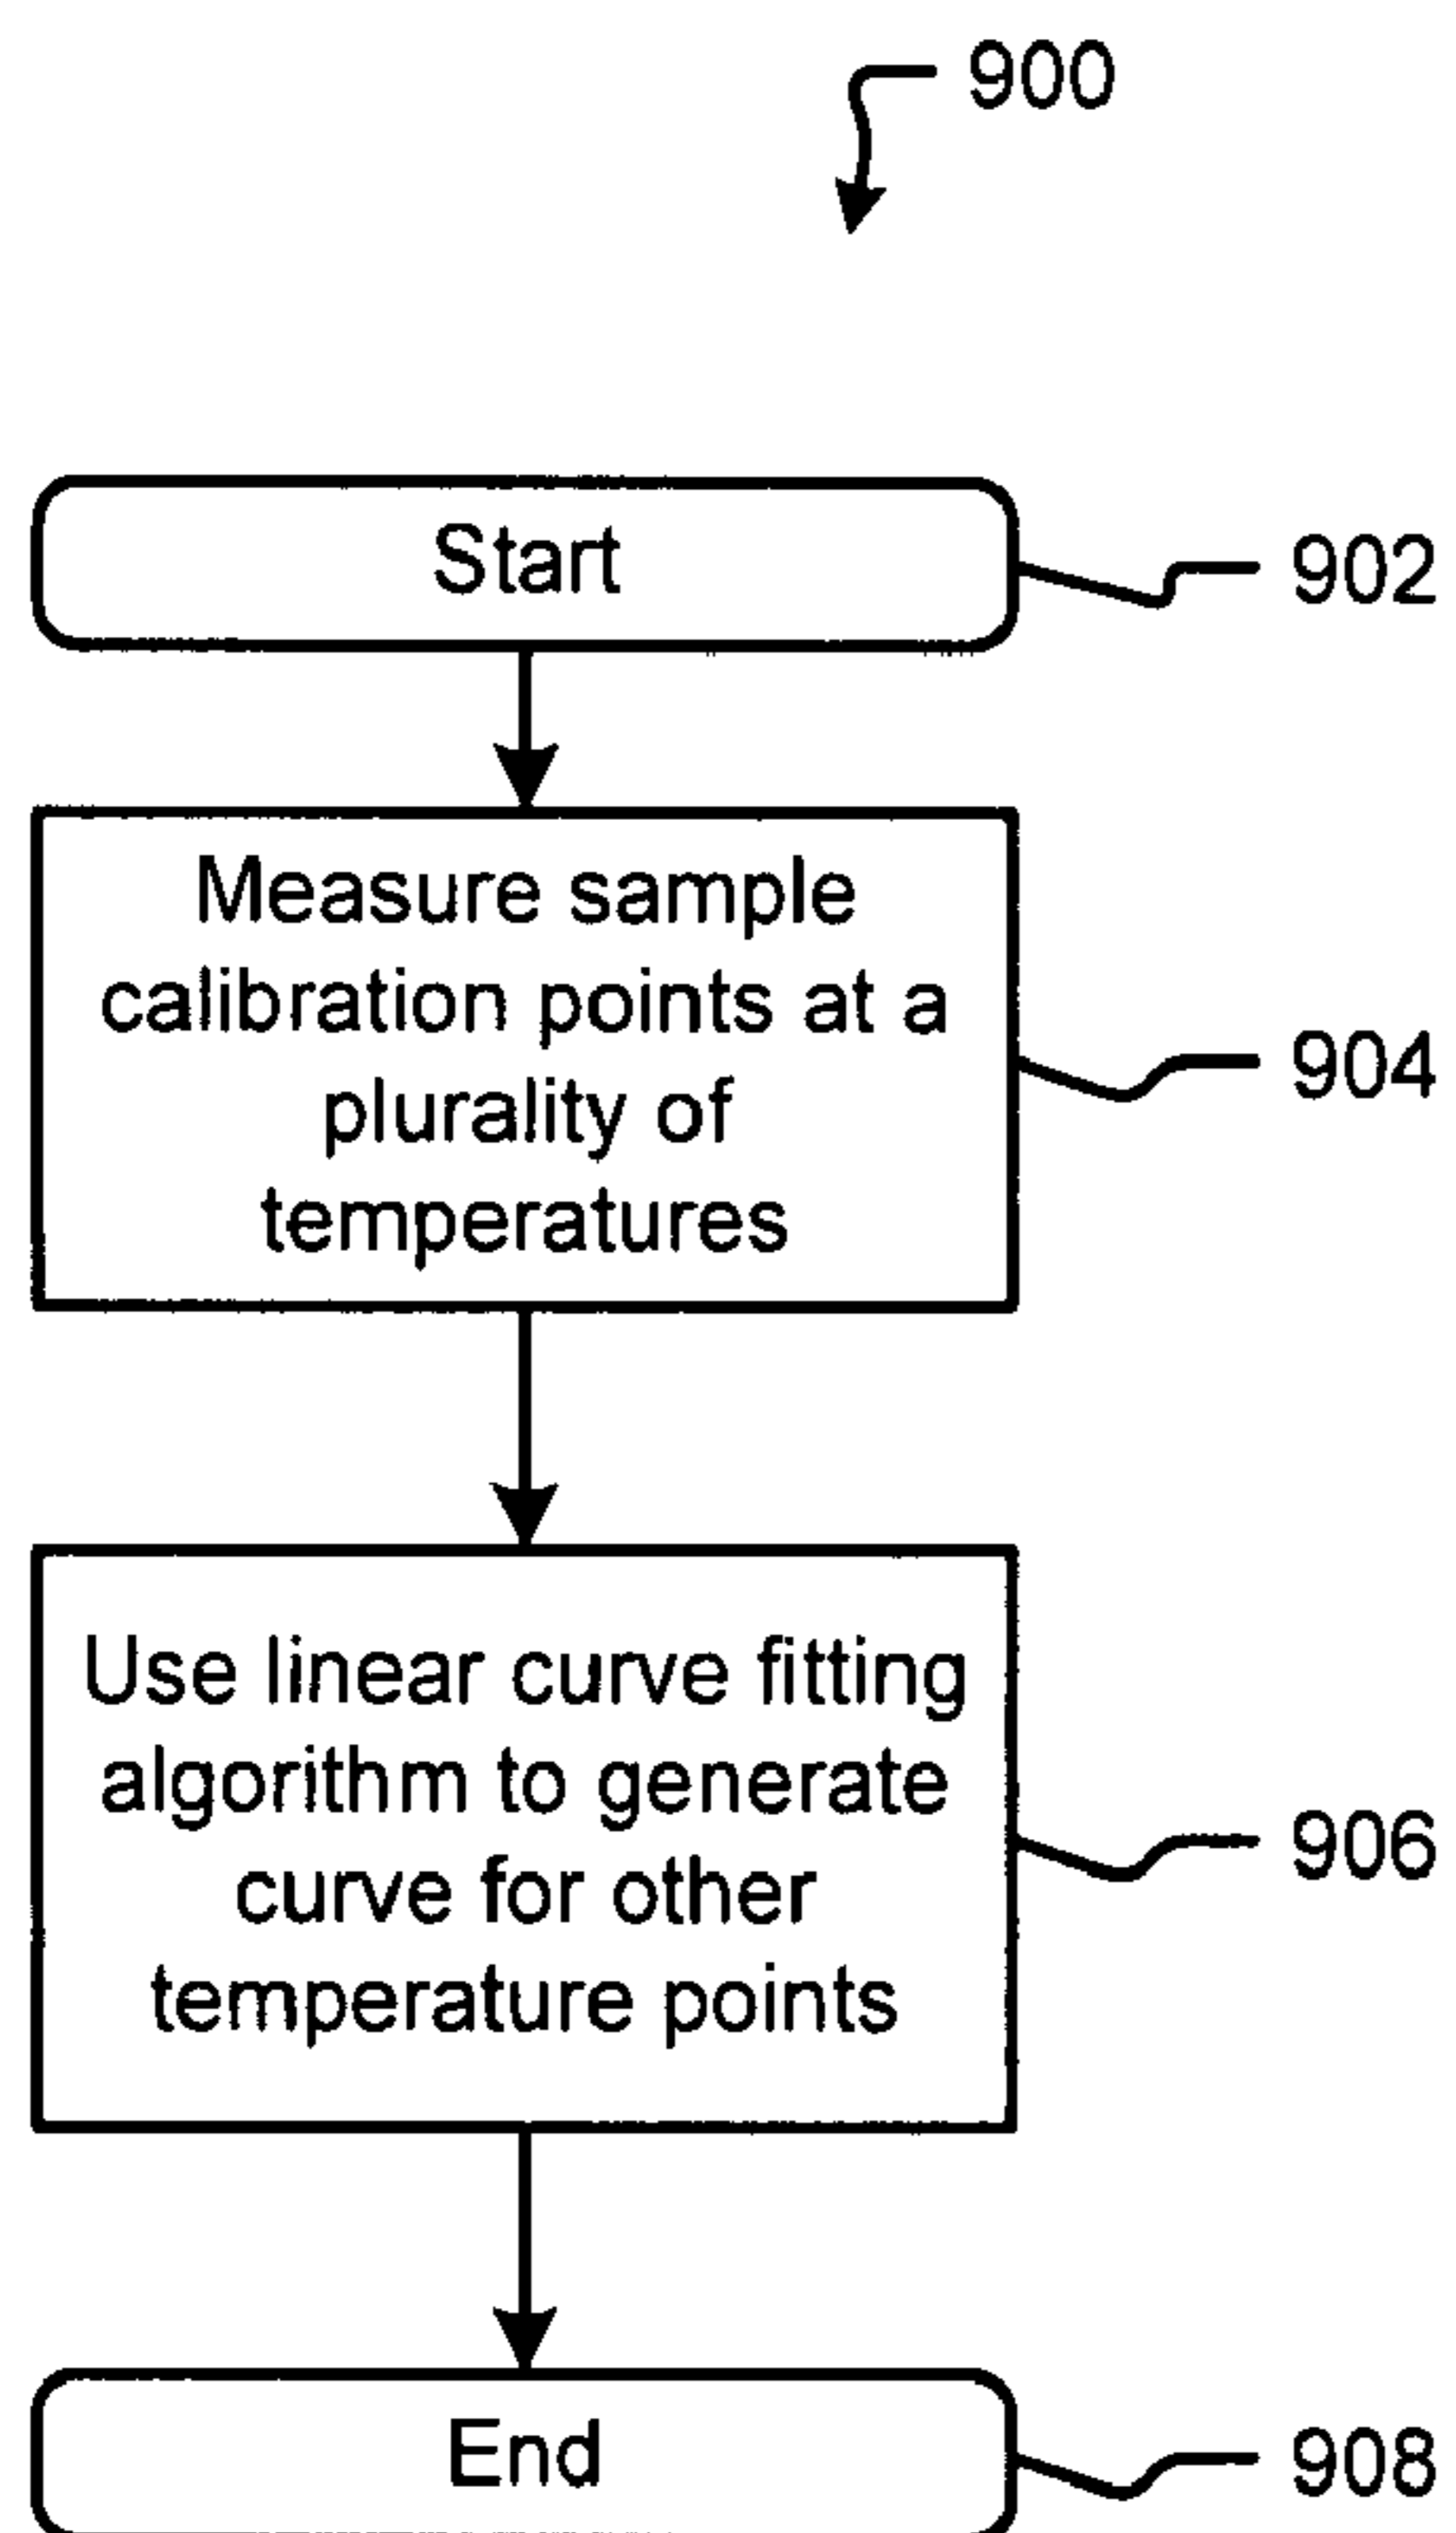 900
Start
902
Measure sample
calibration points at a
plurality of
temperatures
904
Use linear curve fitting
algorithm to generate
curve for other
temperature points
906
End
908